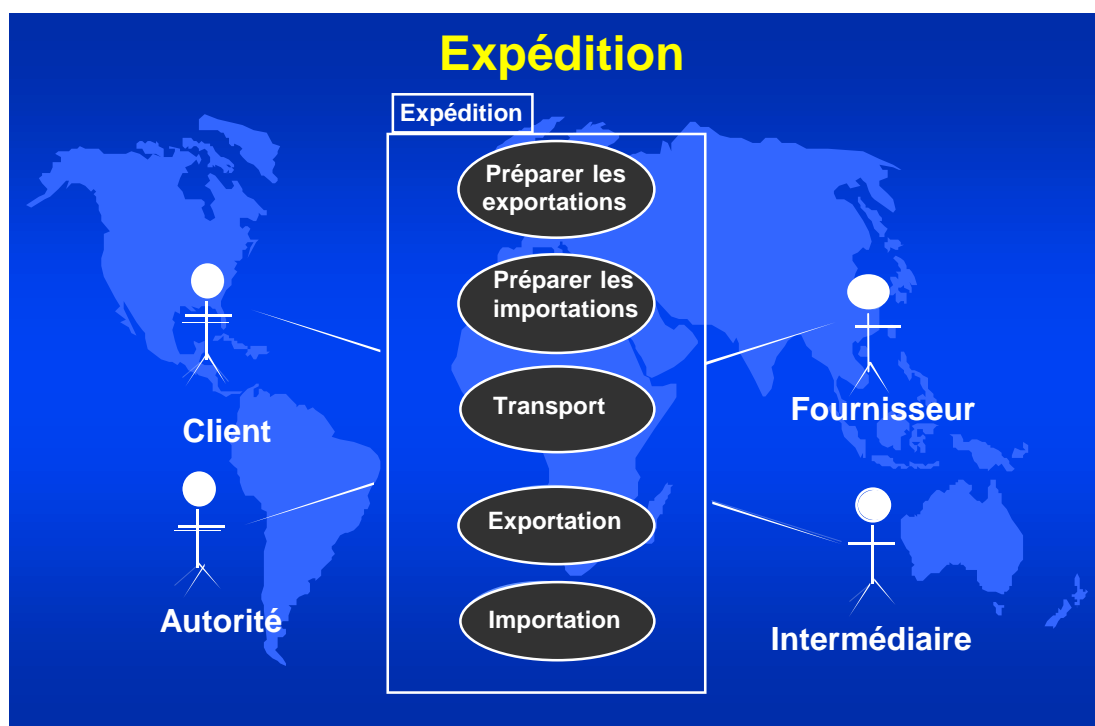 Expédition
Expédition
Préparer les
exportations
Préparer les
importations
Transport
Exportation
Importation
Client
Autorité
Fournisseur
Intermédiaire